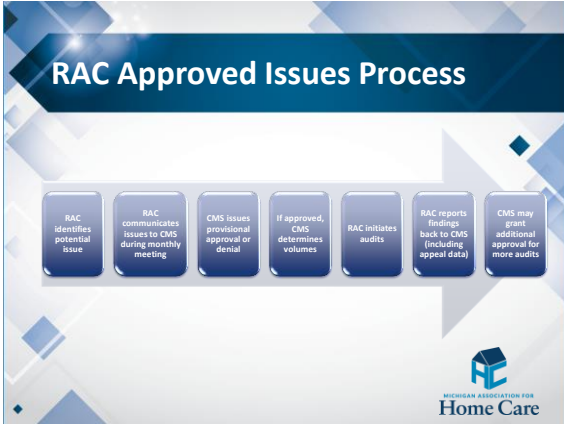 RAC Approved Issues Process
RAC
identifies
potential
issue
RAC
communicates
issues to CMS
during monthly
meeting
CMS issues
provisional
approval or
denial
If approved,
CMS
determines
volumes
RAC initiates
audits
RAC reports
findings
back to CMS
(including
appeal data)
CMS may
grant
additional
approval for
more audits
MICHIGAN ASSOCIATION FOR
Home Care